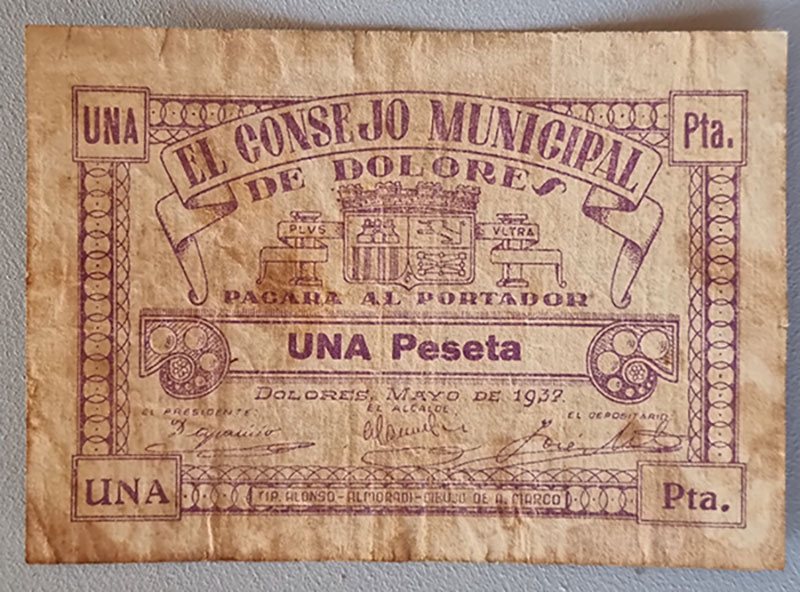 UNA Pta.
EL CONSEJO MUNICIPAL
DE DOLORES
PLVS VLTRA
PAGARA AL PORTADOR
UNA Peseta
DOLORES, MAYO DE 1937
EL PRESIDENTE: EL ALCALDE, EL DEPOSITARIO
José
UNA Pta.
TIP. ALONSO-ALMORADI-DIBUJO DE A. MARCO